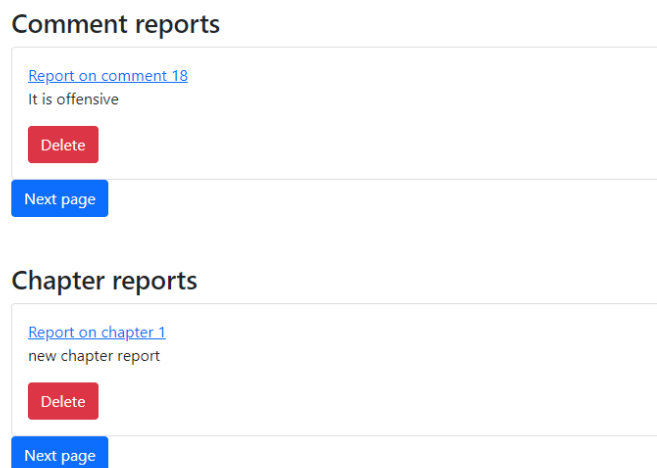 Comment reports
Report on comment 18
It is offensive
Delete
Next page
Chapter reports
Report on chapter 1
new chapter report
Delete
Next page